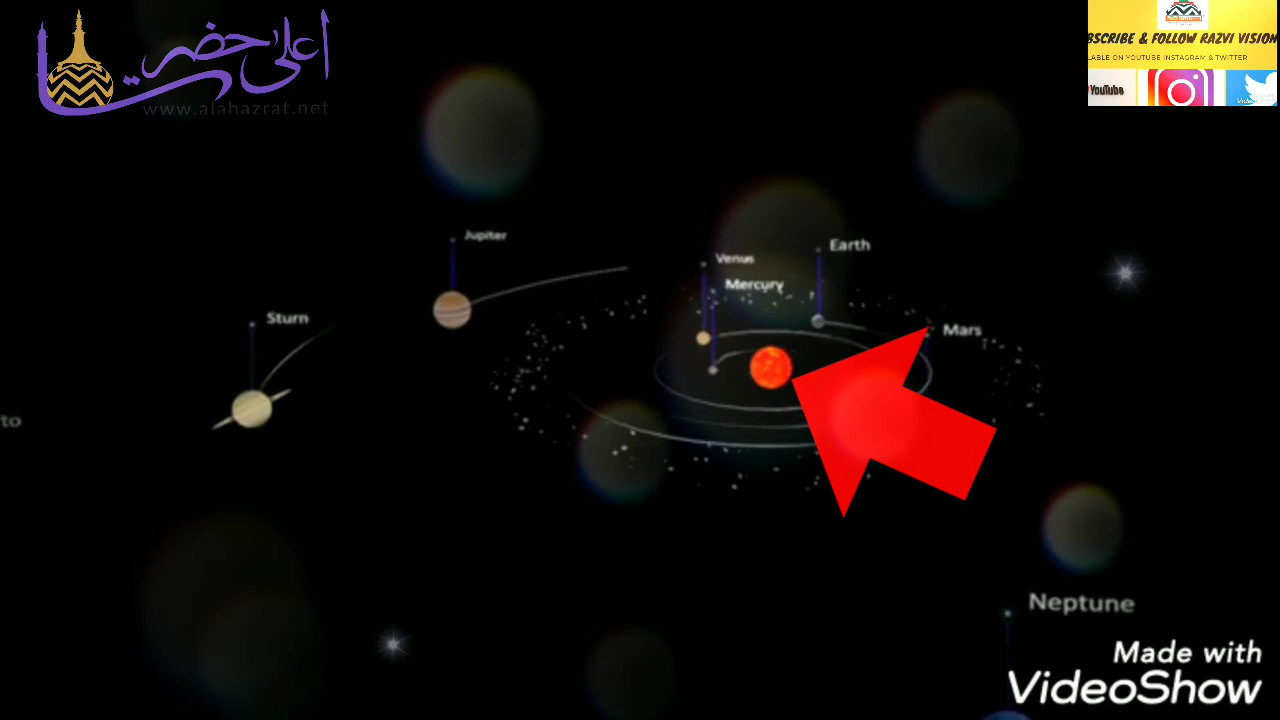 اعلیٰ حضرت
www.alahazrat.net
BSCRIBE & FOLLOW RAZVI VISION
LABLE ON YOUTUBE INSTAGRAM & TWITTER
YouTube
Jupiter
Earth
Venus
Mercury
Sturn
Mars
to
Neptune
Made with
VideoShow